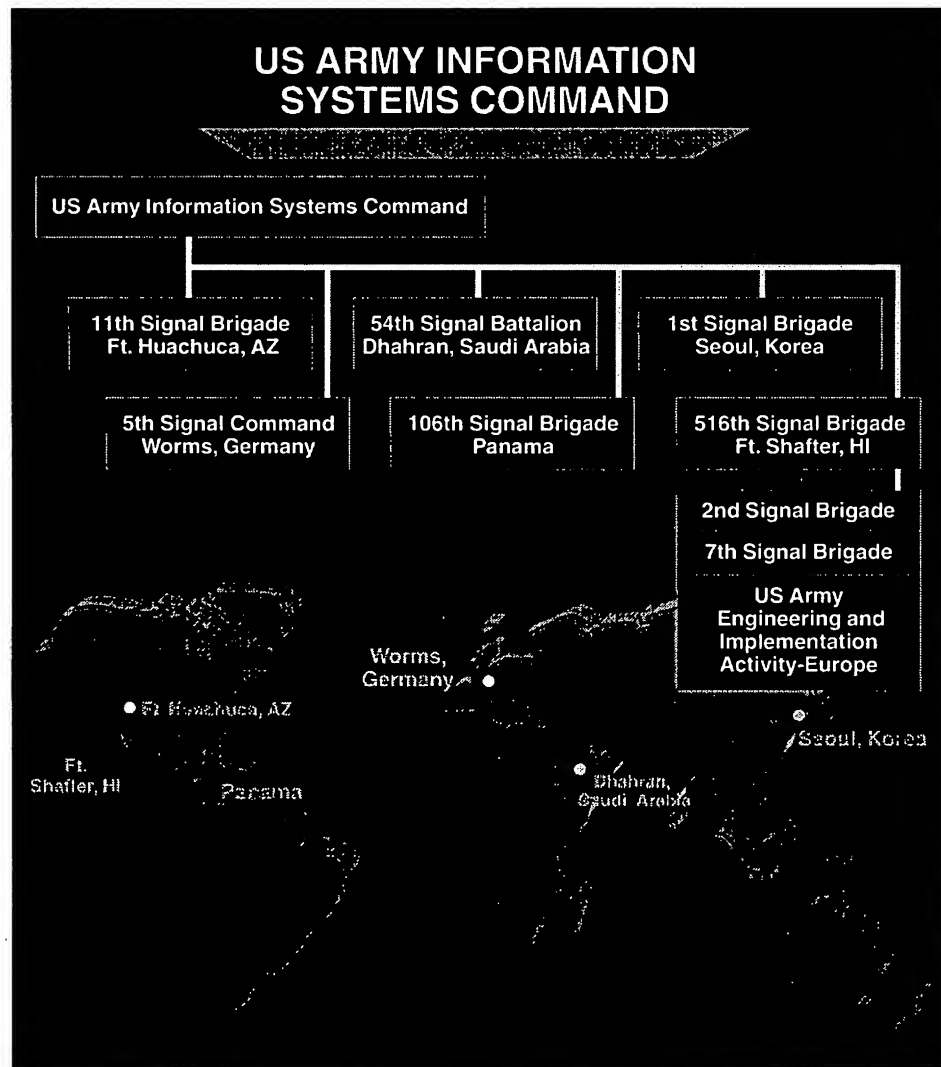 US ARMY INFORMATION
SYSTEMS COMMAND
US Army Information Systems Command
11th Signal Brigade
Ft. Huachuca, AZ
54th Signal Battalion
Dhahran, Saudi Arabia
1st Signal Brigade
Seoul, Korea
5th Signal Command
Worms, Germany
106th Signal Brigade
Panama
516th Signal Brigade
Ft. Shafter, HI
2nd Signal Brigade
7th Signal Brigade
US Army
Engineering and
Implementation
Activity-Europe
Worms,
Germany
Ft Huachuca, AZ
Seoul, Korea
Ft.
Shafler, HI
Panama
Dhahran,
Saudi Arabia